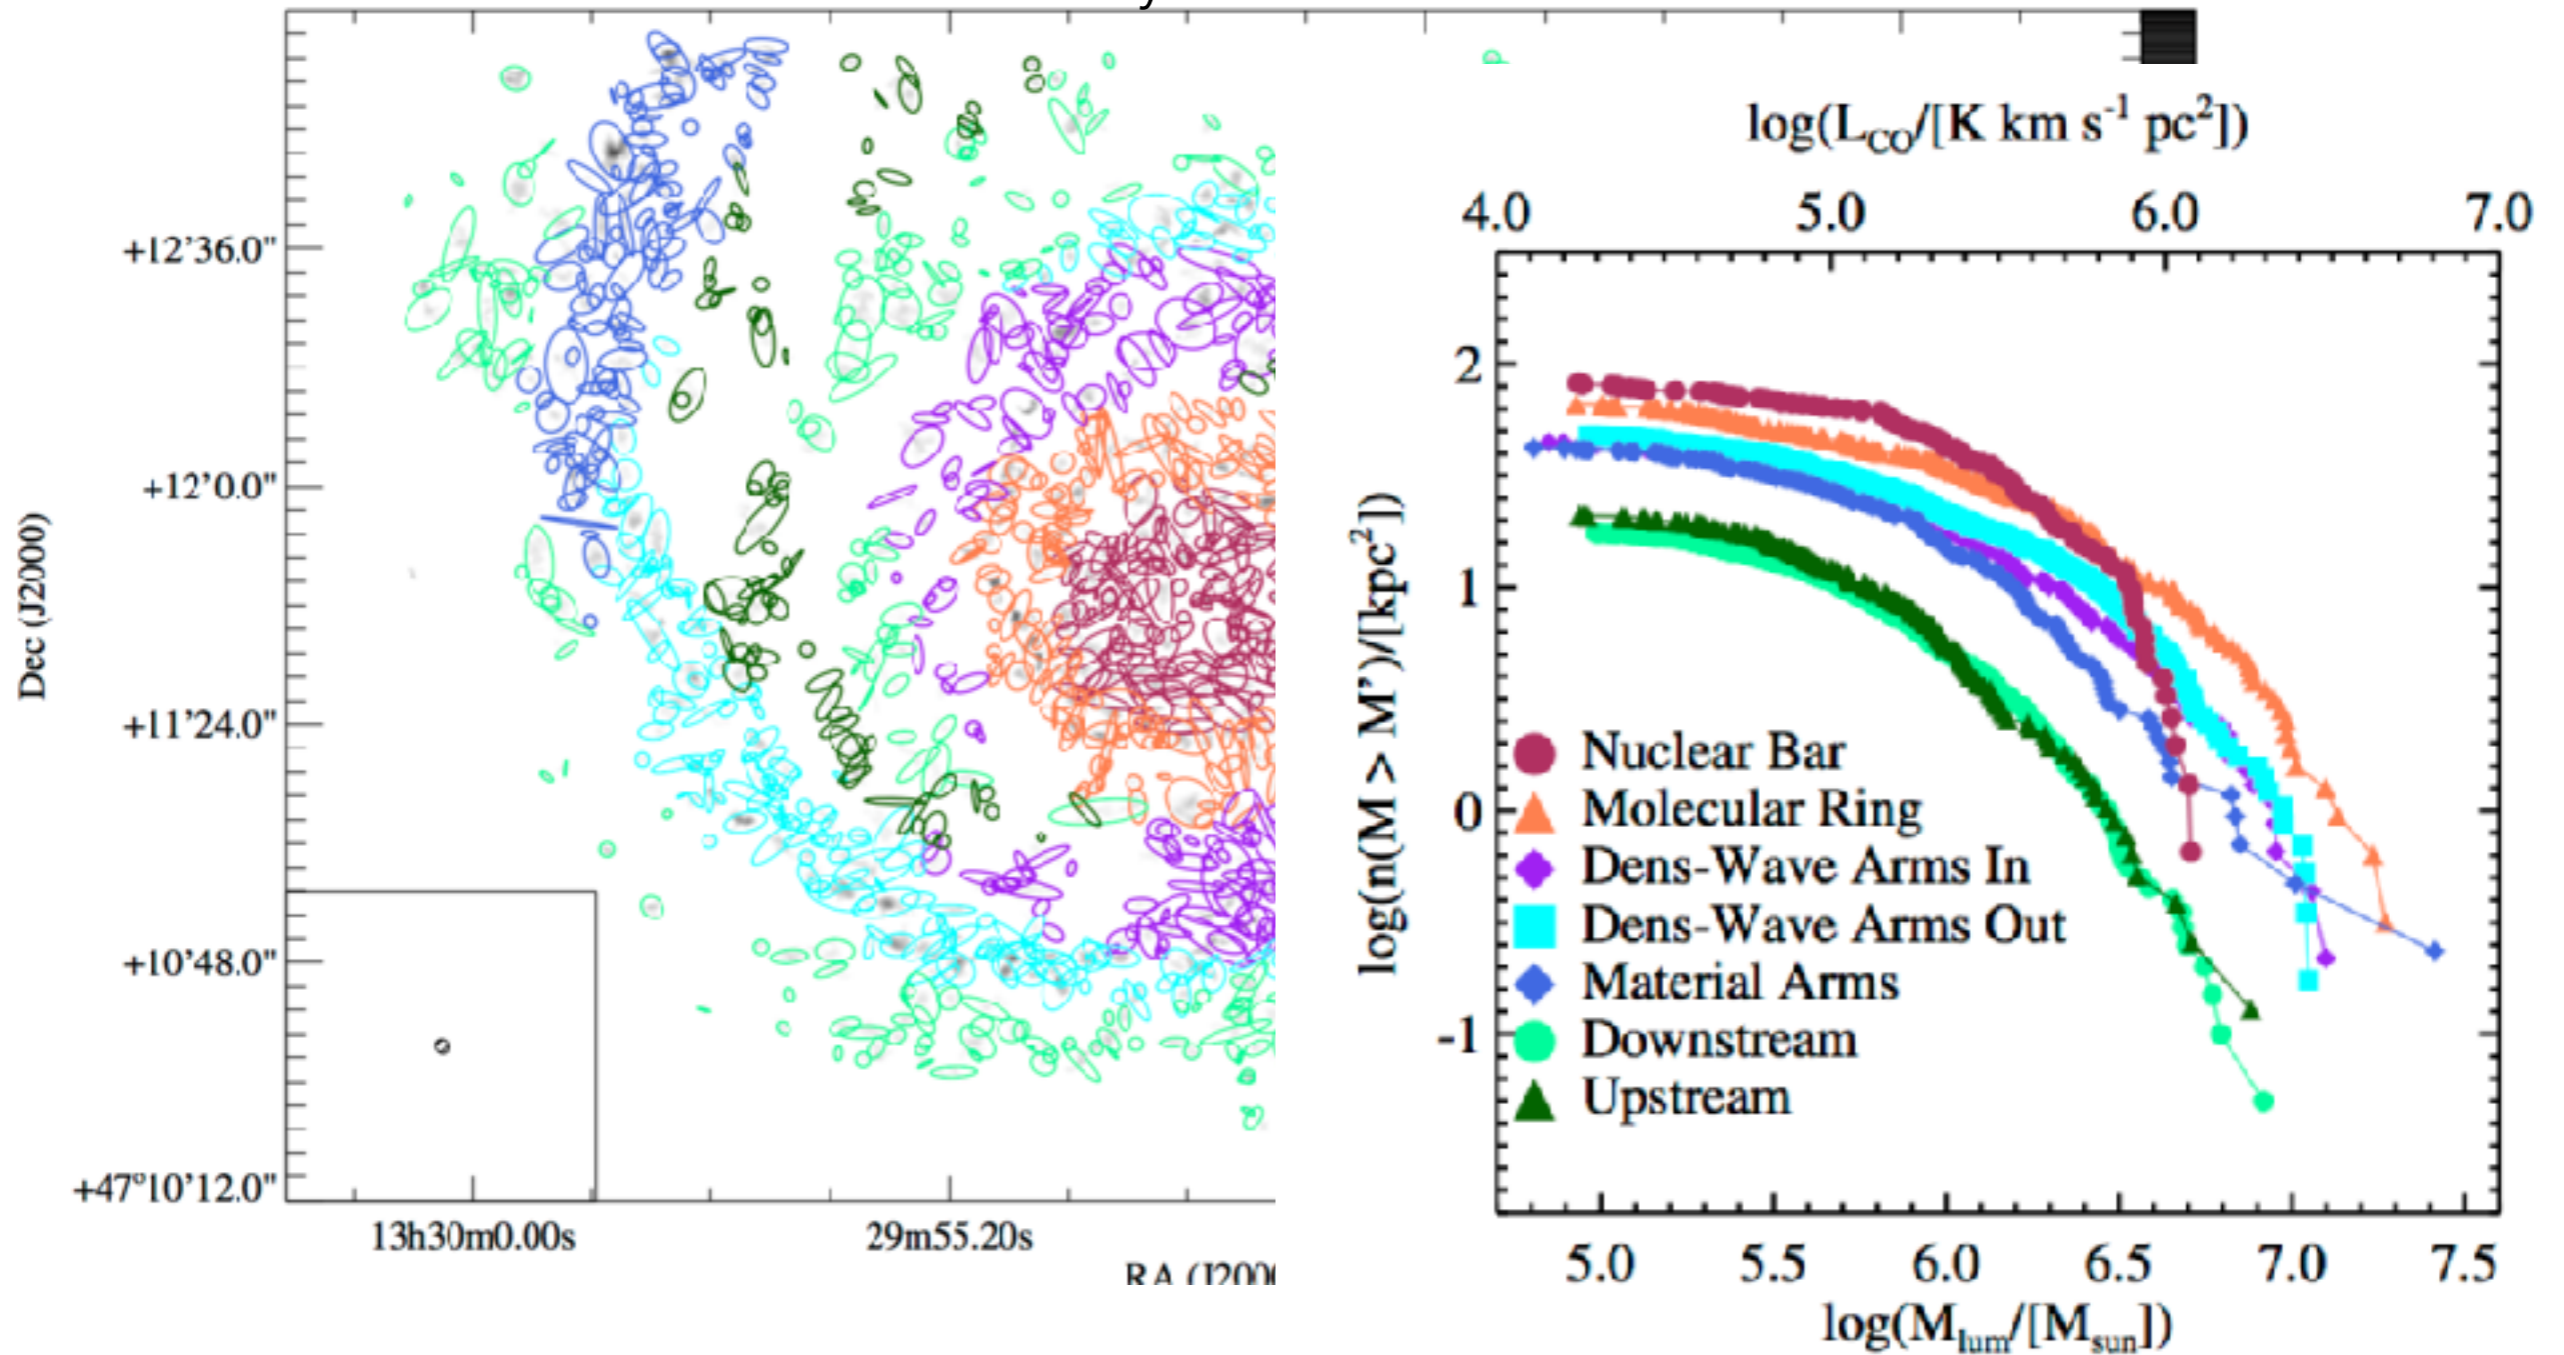 +12'36.0"
+12'0.0"
+11'24.0"
+10'48.0"
+47°10'12.0"
Dec (J2000)
13h30m0.00s 29m55.20s
RA (J200
log(L_CO/[K km s^-1 pc^2])
4.0 5.0 6.0 7.0
2
1
0
-1
log(n(M > M')/[kpc^2])
Nuclear Bar
Molecular Ring
Dens-Wave Arms In
Dens-Wave Arms Out
Material Arms
Downstream
Upstream
5.0 5.5 6.0 6.5 7.0 7.5
log(M_lum/[M_sun])